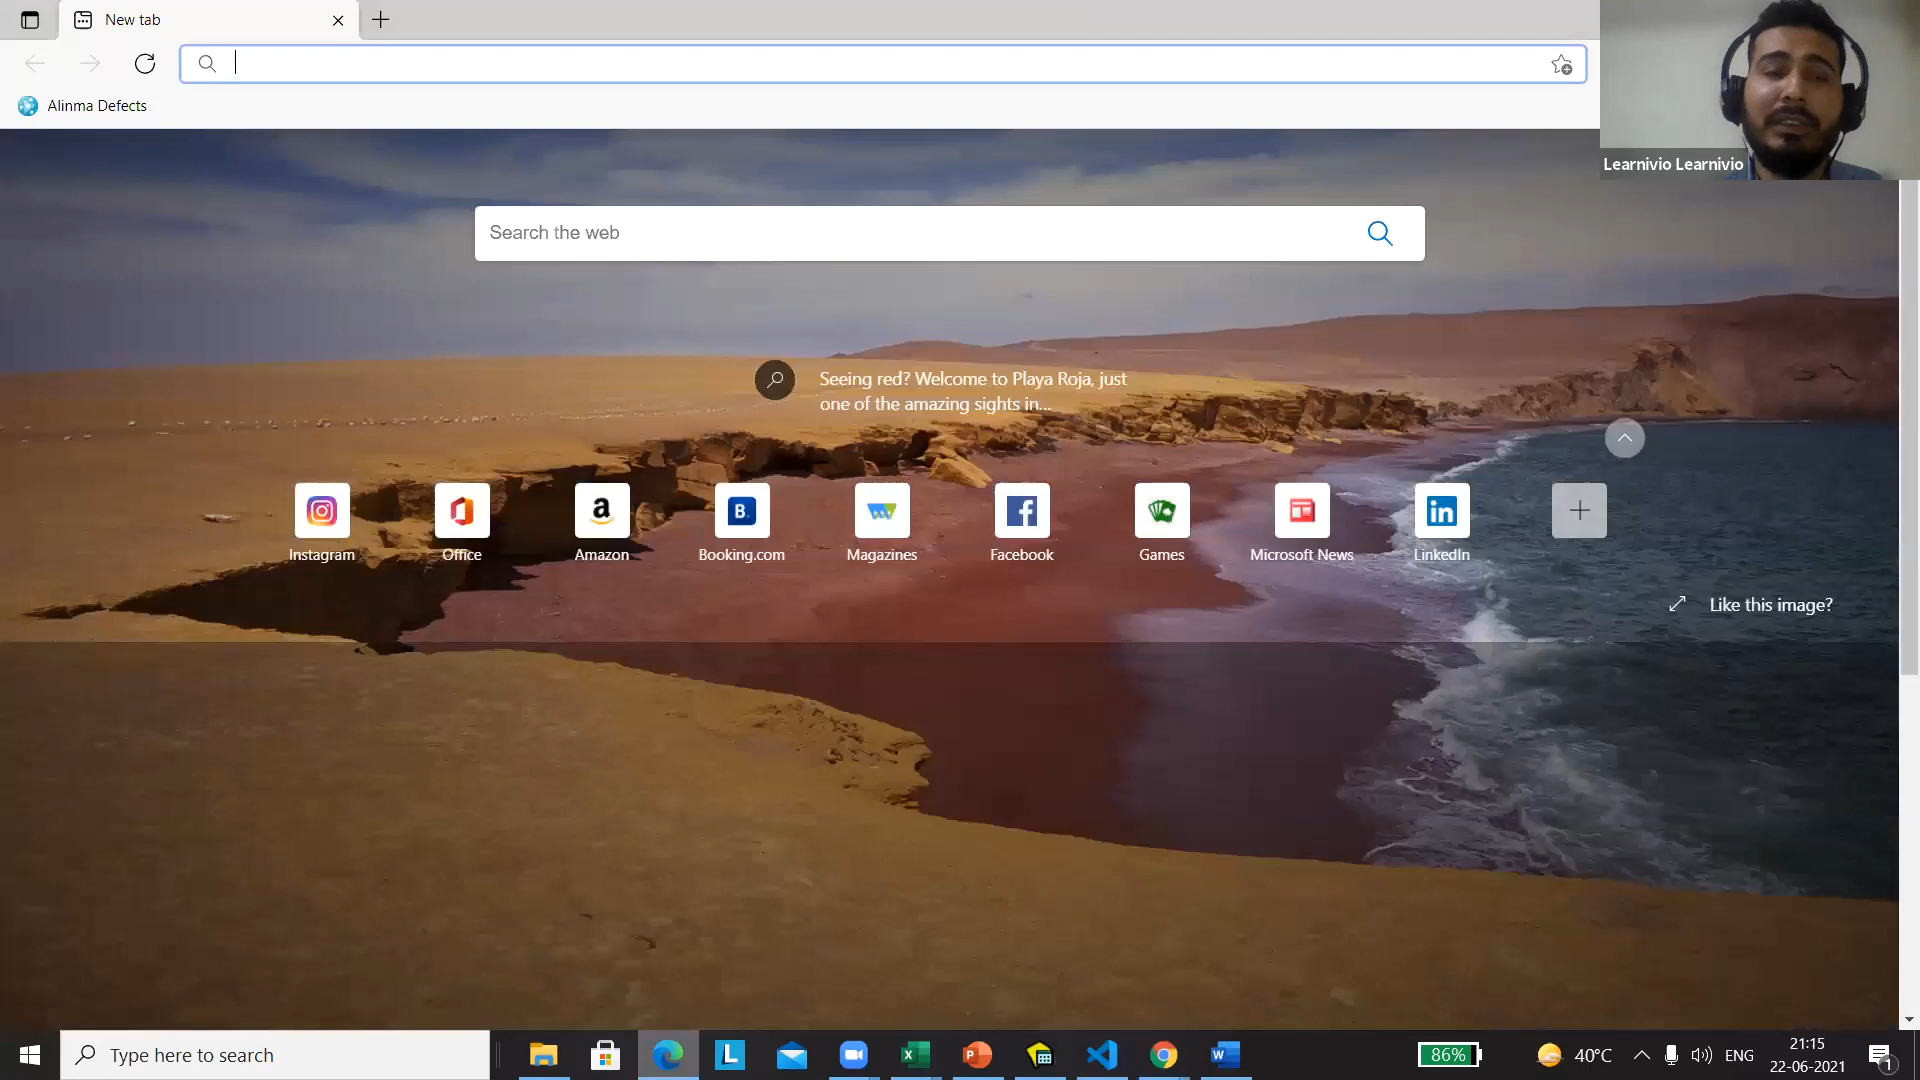 New tab
Alinma Defects
Learnivio Learnivio
Search the web
Seeing red? Welcome to Playa Roja, just
one of the amazing sights in...
Instagram
Office
Amazon
Booking.com
Magazines
Facebook
Games
Microsoft News
LinkedIn
Like this image?
Type here to search
86%
40°C
ENG
21:15
22-06-2021
1